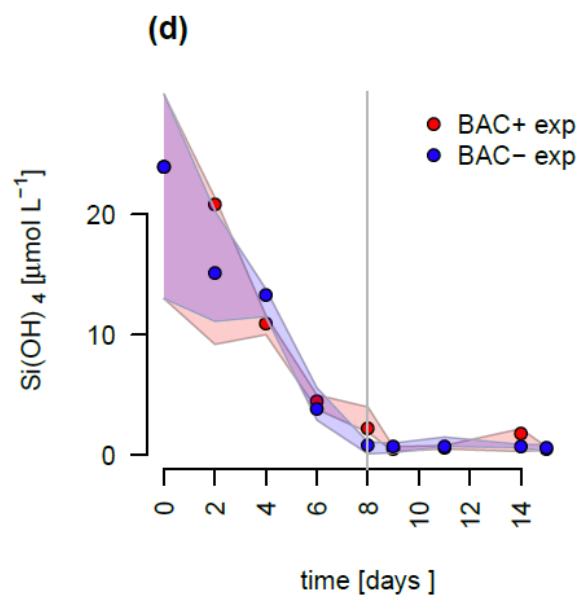 (d)
BAC+ exp
BAC− exp
Si(OH) 4 [μmol L⁻¹]
20
10
0
0 2 4 6 8 10 12 14
time [days ]